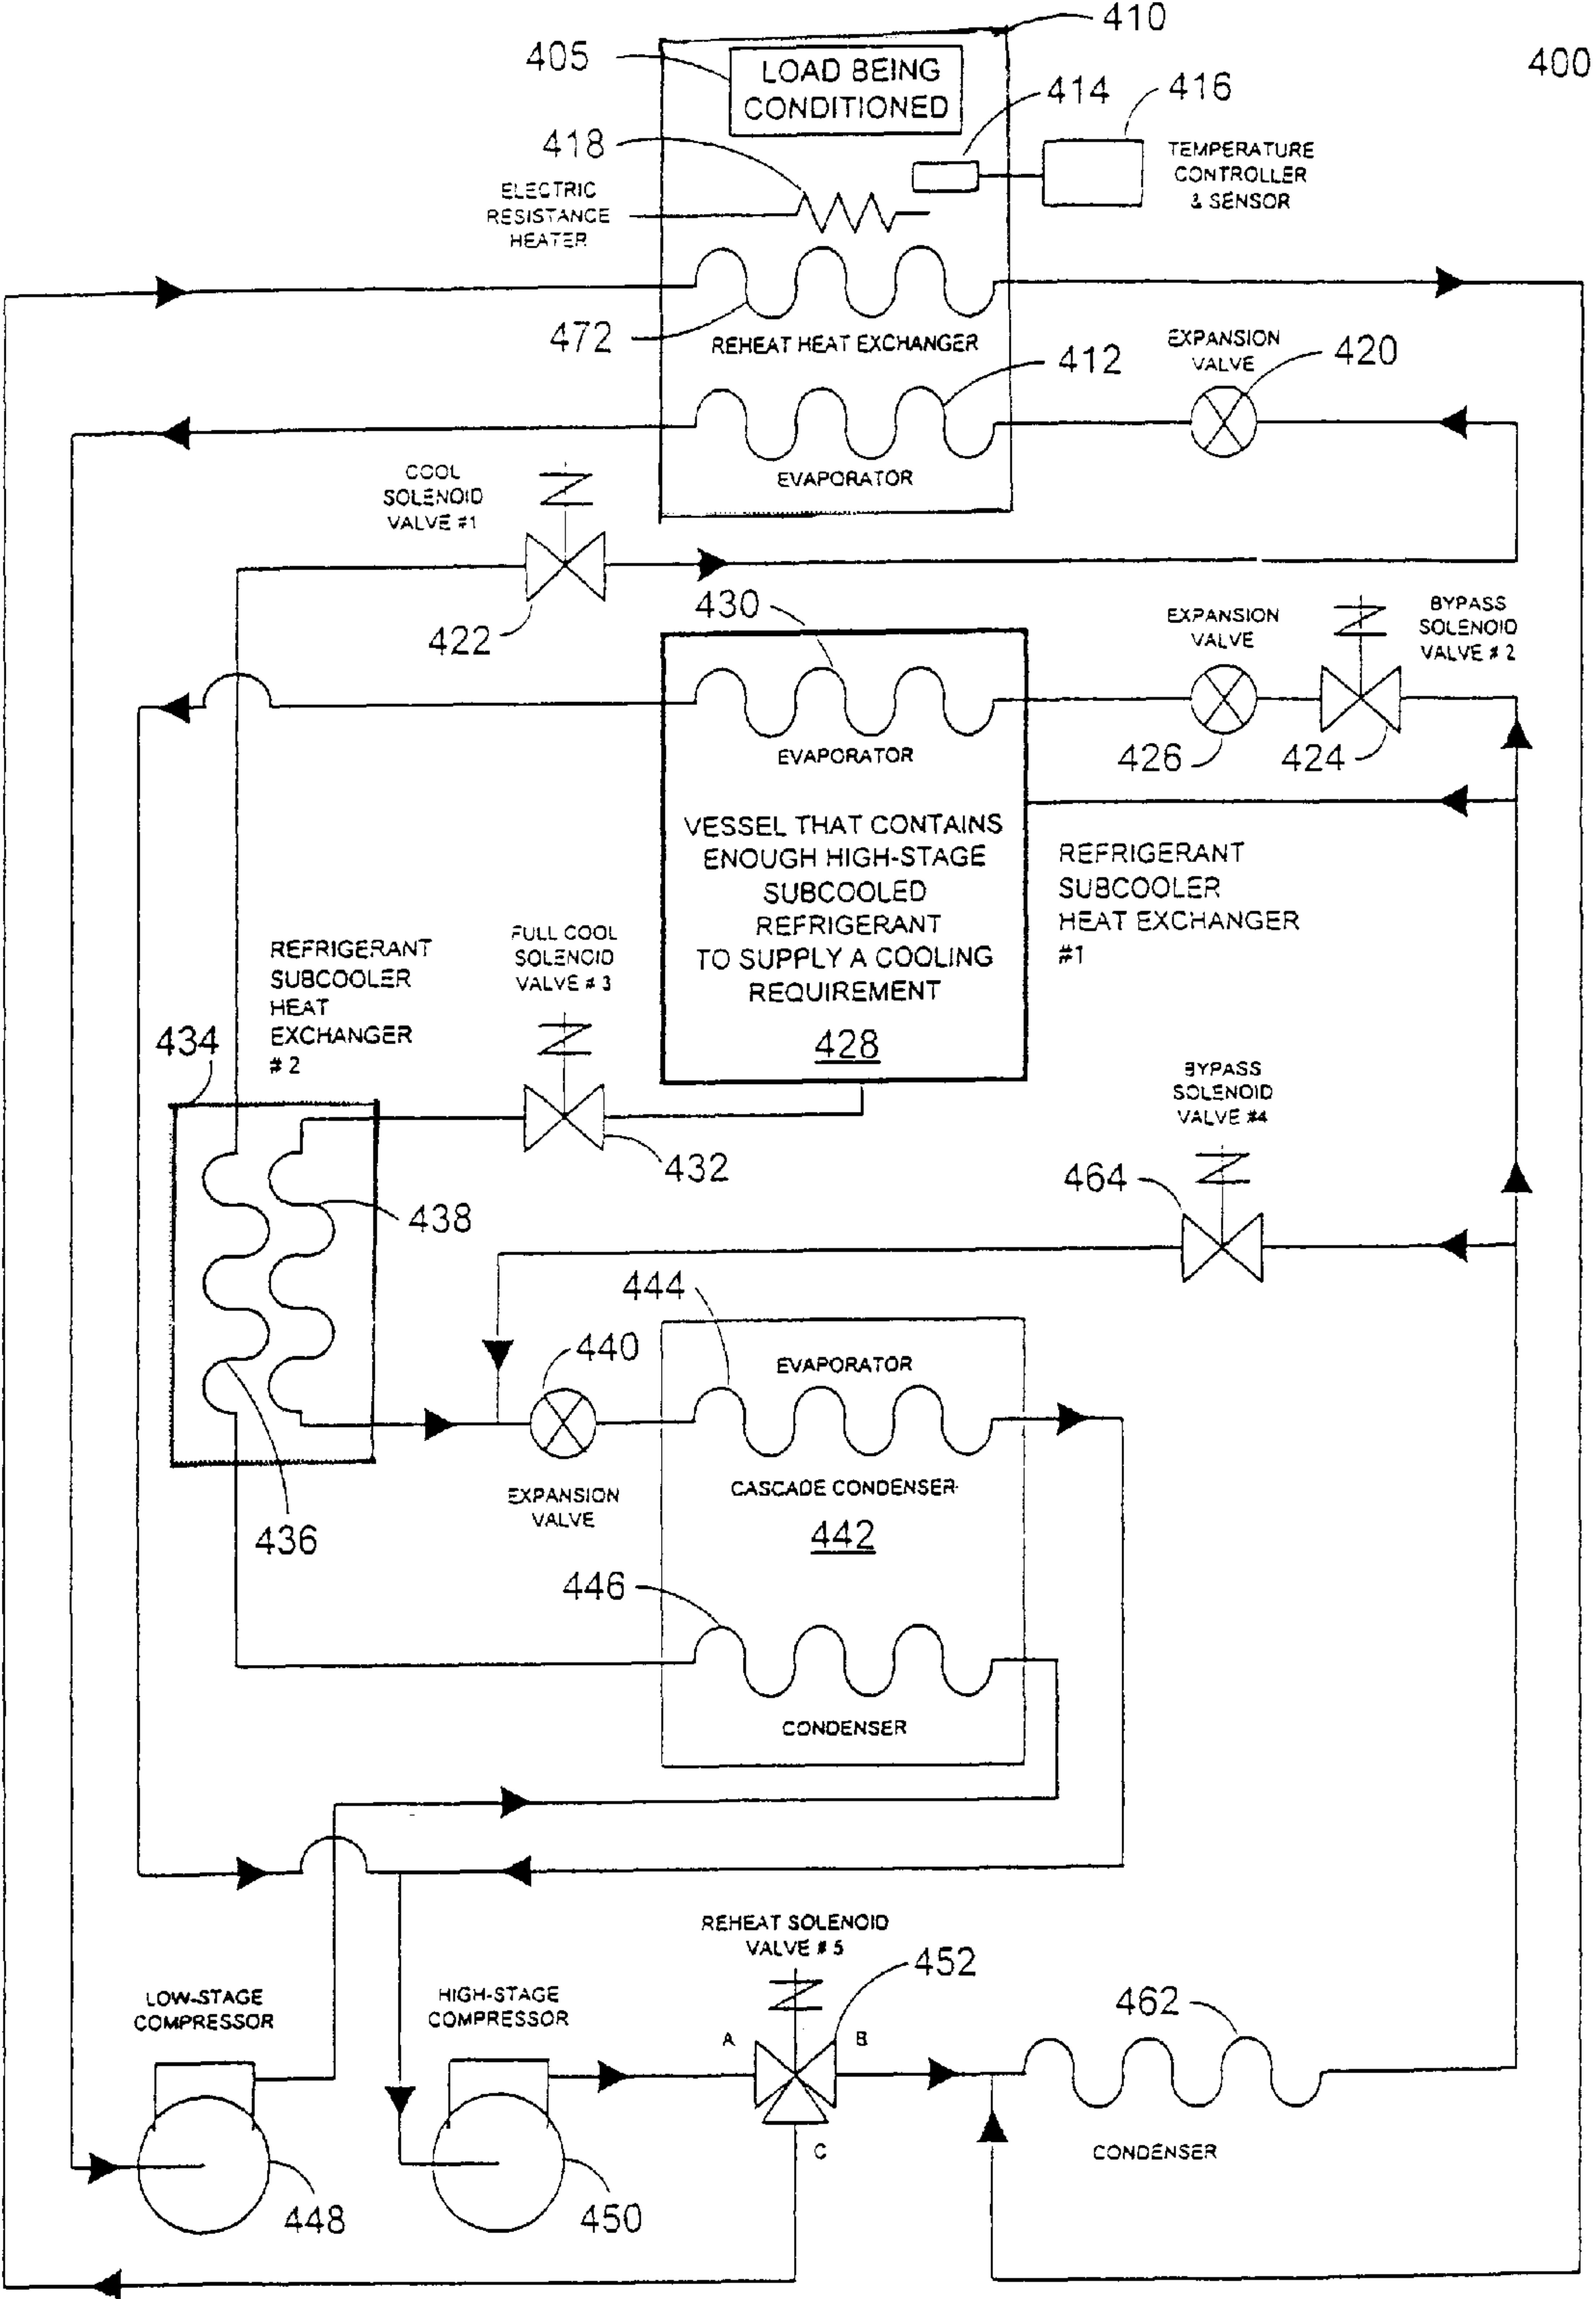 410
400
405
LOAD BEING
CONDITIONED
414
416
418
TEMPERATURE
CONTROLLER
& SENSOR
ELECTRIC
RESISTANCE
HEATER
472
REHEAT HEAT EXCHANGER
EXPANSION
VALVE
420
412
EVAPORATOR
COOL
SOLENOID
VALVE #1
422
430
EXPANSION
VALVE
BYPASS
SOLENOID
VALVE # 2
EVAPORATOR
426
424
VESSEL THAT CONTAINS
ENOUGH HIGH-STAGE
SUBCOOLED
REFRIGERANT
TO SUPPLY A COOLING
REQUIREMENT
428
REFRIGERANT
SUBCOOLER
HEAT EXCHANGER
#1
FULL COOL
SOLENOID
VALVE # 3
REFRIGERANT
SUBCOOLER
HEAT
EXCHANGER
# 2
434
432
BYPASS
SOLENOID
VALVE #4
464
438
444
440
EVAPORATOR
CASCADE CONDENSER
442
EXPANSION
VALVE
436
446
CONDENSER
REHEAT SOLENOID
VALVE # 5
452
LOW-STAGE
COMPRESSOR
HIGH-STAGE
COMPRESSOR
462
A
B
C
CONDENSER
448
450